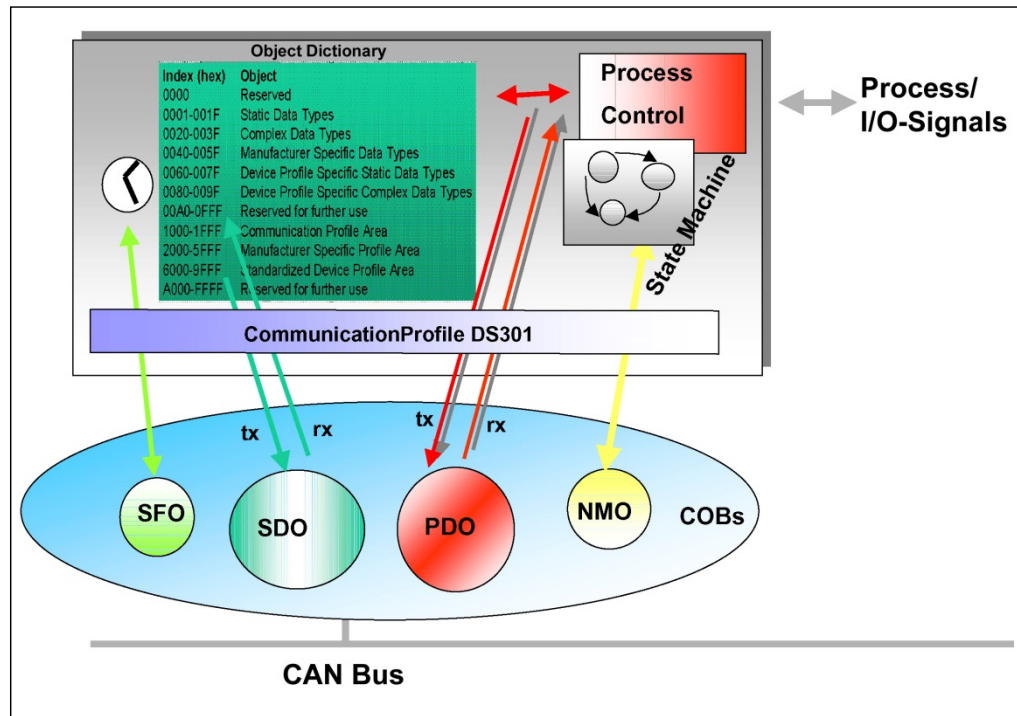 Object Dictionary
Index (hex) Object
0000 Reserved
0001-001F Static Data Types
0020-003F Complex Data Types
0040-005F Manufacturer Specific Data Types
0060-007F Device Profile Specific Static Data Types
0080-009F Device Profile Specific Complex Data Types
00A0-0FFF Reserved for further use
1000-1FFF Communication Profile Area
2000-5FFF Manufacturer Specific Profile Area
6000-9FFF Standardized Device Profile Area
A000-FFFF Reserved for further use
Process
Control
State Machine
Process/
I/O-Signals
CommunicationProfile DS301
tx rx tx rx
SFO SDO PDO NMO COBs
CAN Bus